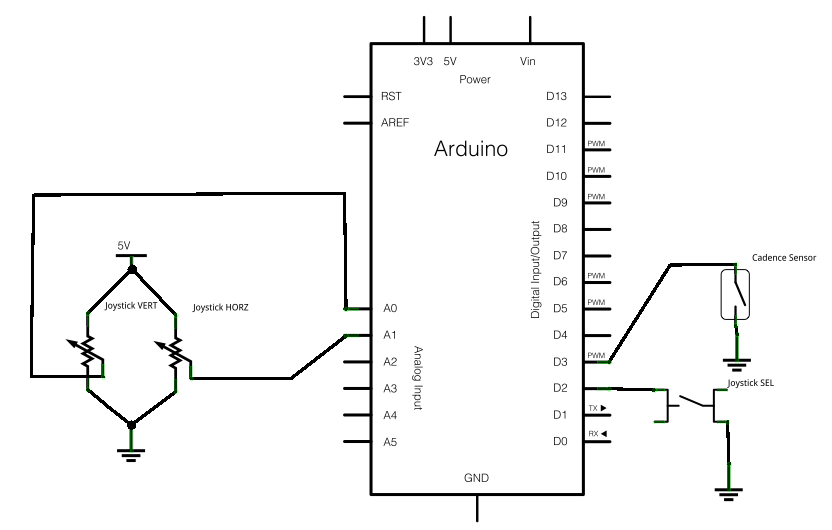 3V3 5V Vin
Power
RST
AREF
Arduino
D13
D12
D11 PWM
D10 PWM
D9 PWM
D8
D7
D6 PWM
D5 PWM
D4
D3 PWM
D2
D1 TX
D0 RX
Digital Input/Output
A0
A1
A2
A3
A4
A5
Analog Input
GND
5V
Joystick VERT
Joystick HORZ
Cadence Sensor
Joystick SEL